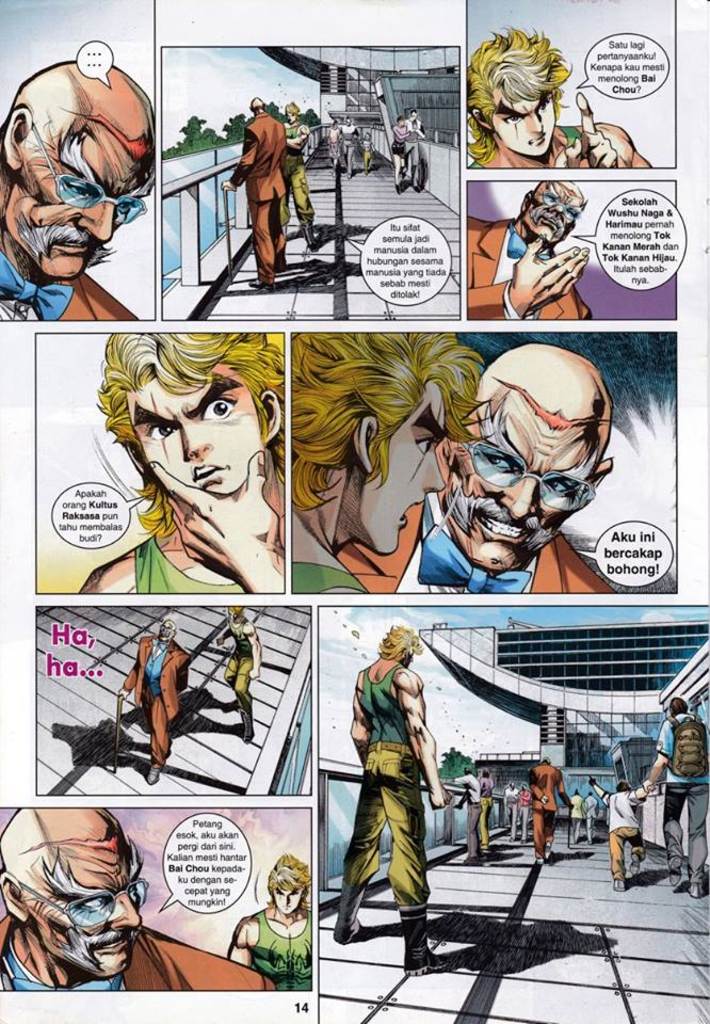 ...
...
Itu sifat
semula jadi
manusia dalam
hubungan sesama
manusia yang tiada
sebab mesti
ditolak!
Satu lagi
pertanyaanku!
Kenapa kau mesti
menolong Bai
Chou?
Sekolah
Wushu Naga &
Harimau pernah
menolong Tok
Kanan Merah dan
Tok Kanan Hijau.
Itulah sebab-
nya.
Apakah
orang Kultus
Raksasa pun
tahu membalas
budi?
Aku ini
bercakap
bohong!
Ha,
ha...
Petang
esok, aku akan
pergi dari sini.
Kalian mesti hantar
Bai Chou kepada-
ku dengan se-
cepat yang
mungkin!
14